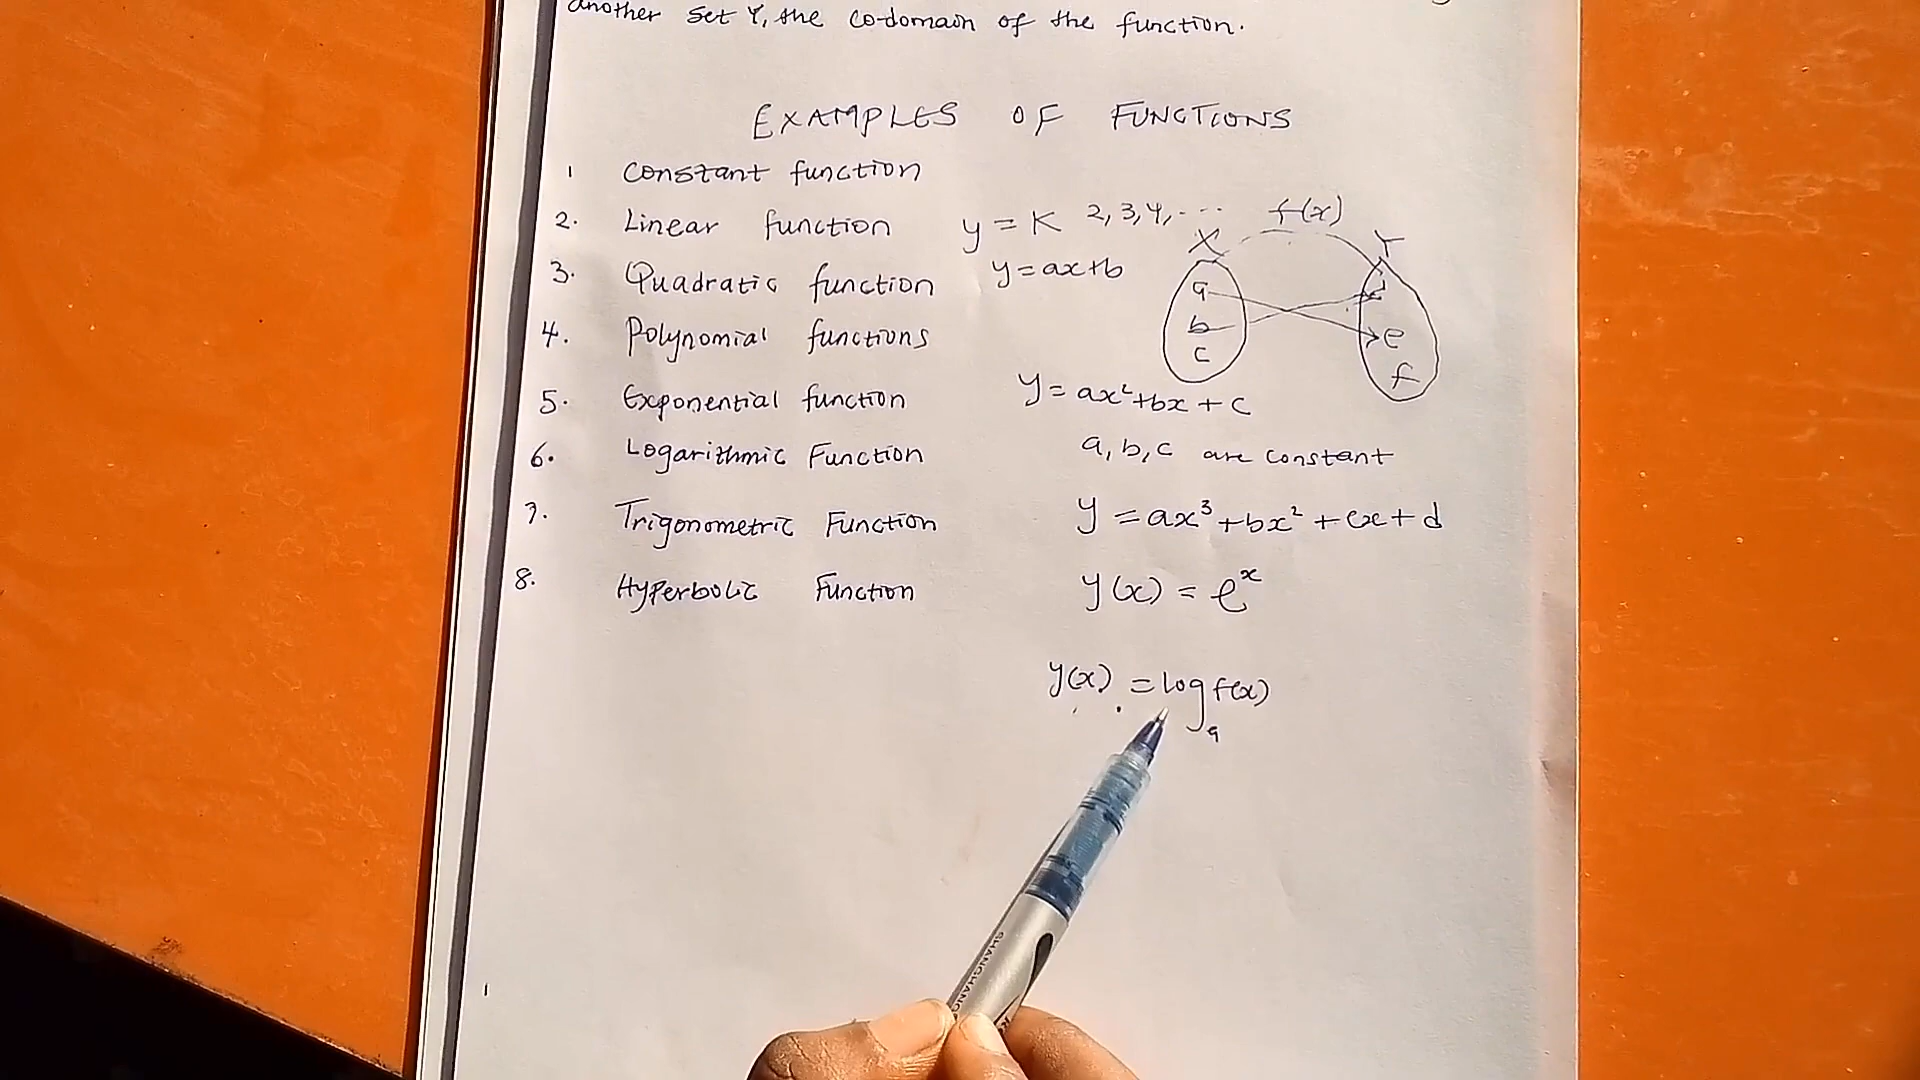 another set Y, the co-domain of the function.
EXAMPLES OF FUNCTIONS
1 Constant function
2. Linear function y = K 2, 3, 4, ... f(x)
X Y
3. Quadratic function y = ax+b
a
b e
c f
4. Polynomial functions
5. Exponential function y = ax²+bx + c
6. Logarithmic Function a, b, c are constant
7. Trigonometric Function y = ax³+bx²+cx+d
8. Hyperbolic Function y(x) = e^x
y(x) = log_a f(x)